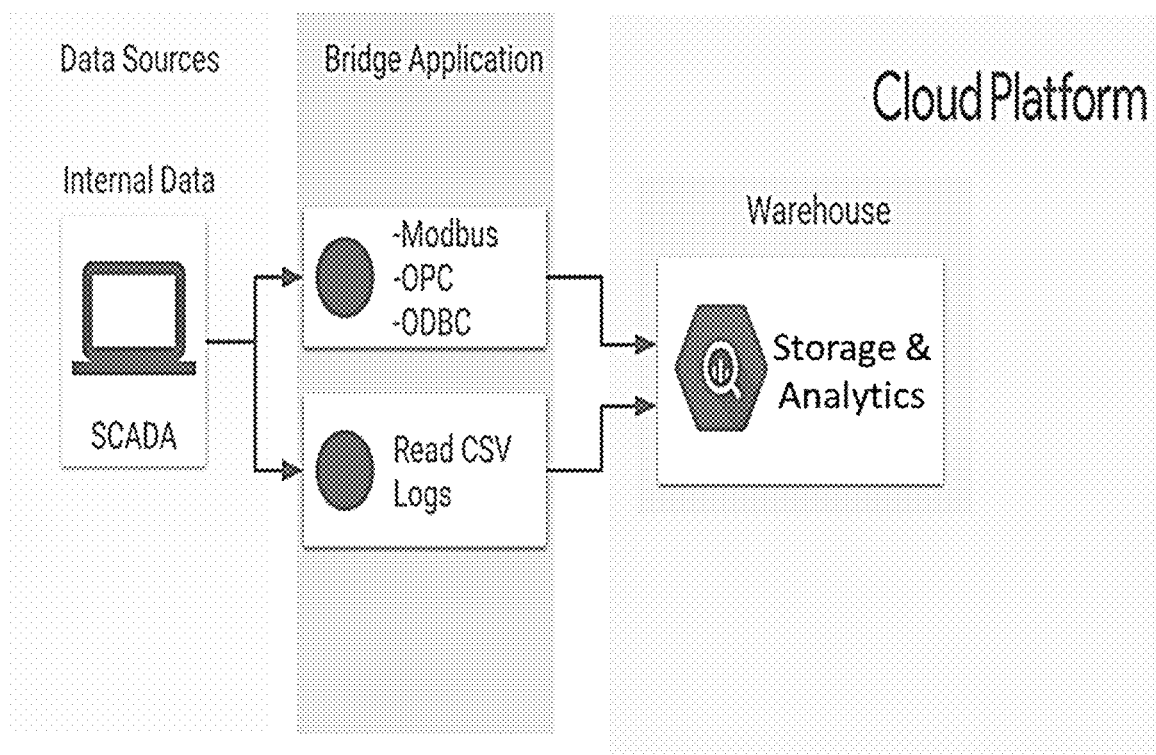 Data Sources
Bridge Application
Cloud Platform
Internal Data
Warehouse
-Modbus
-OPC
-ODBC
SCADA
Read CSV
Logs
Storage &
Analytics